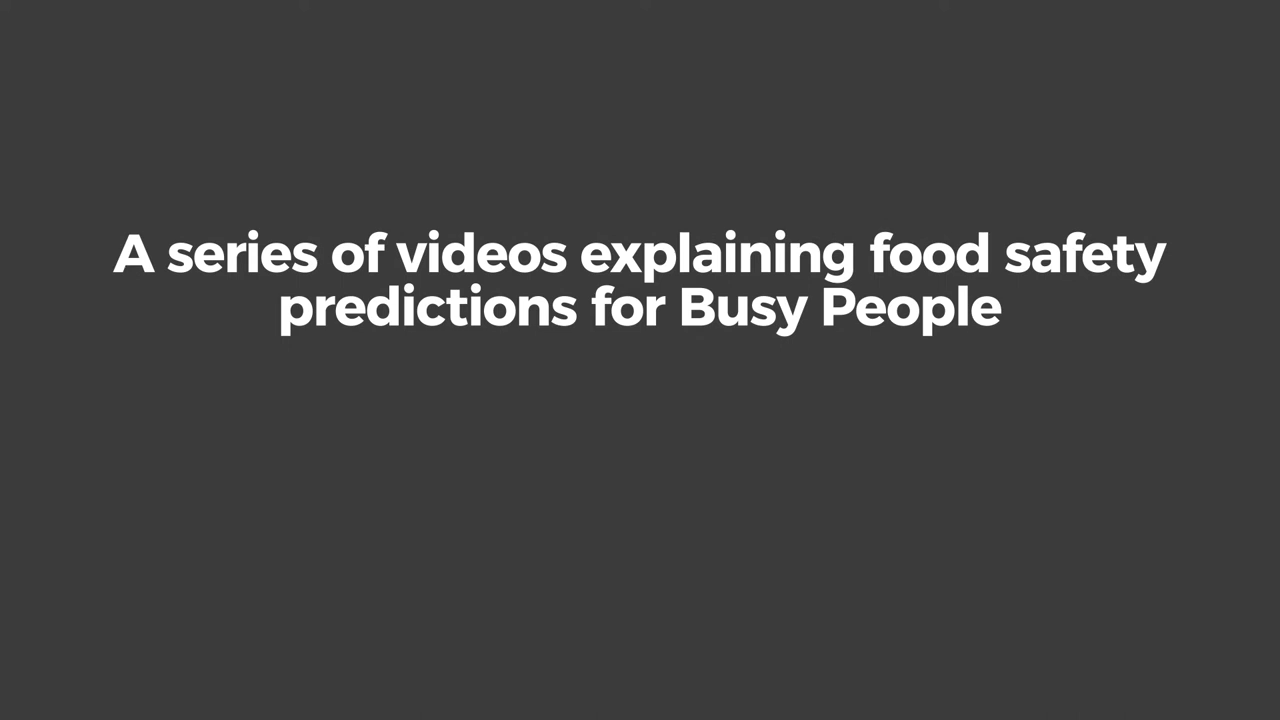 A series of videos explaining food safety
predictions for Busy People